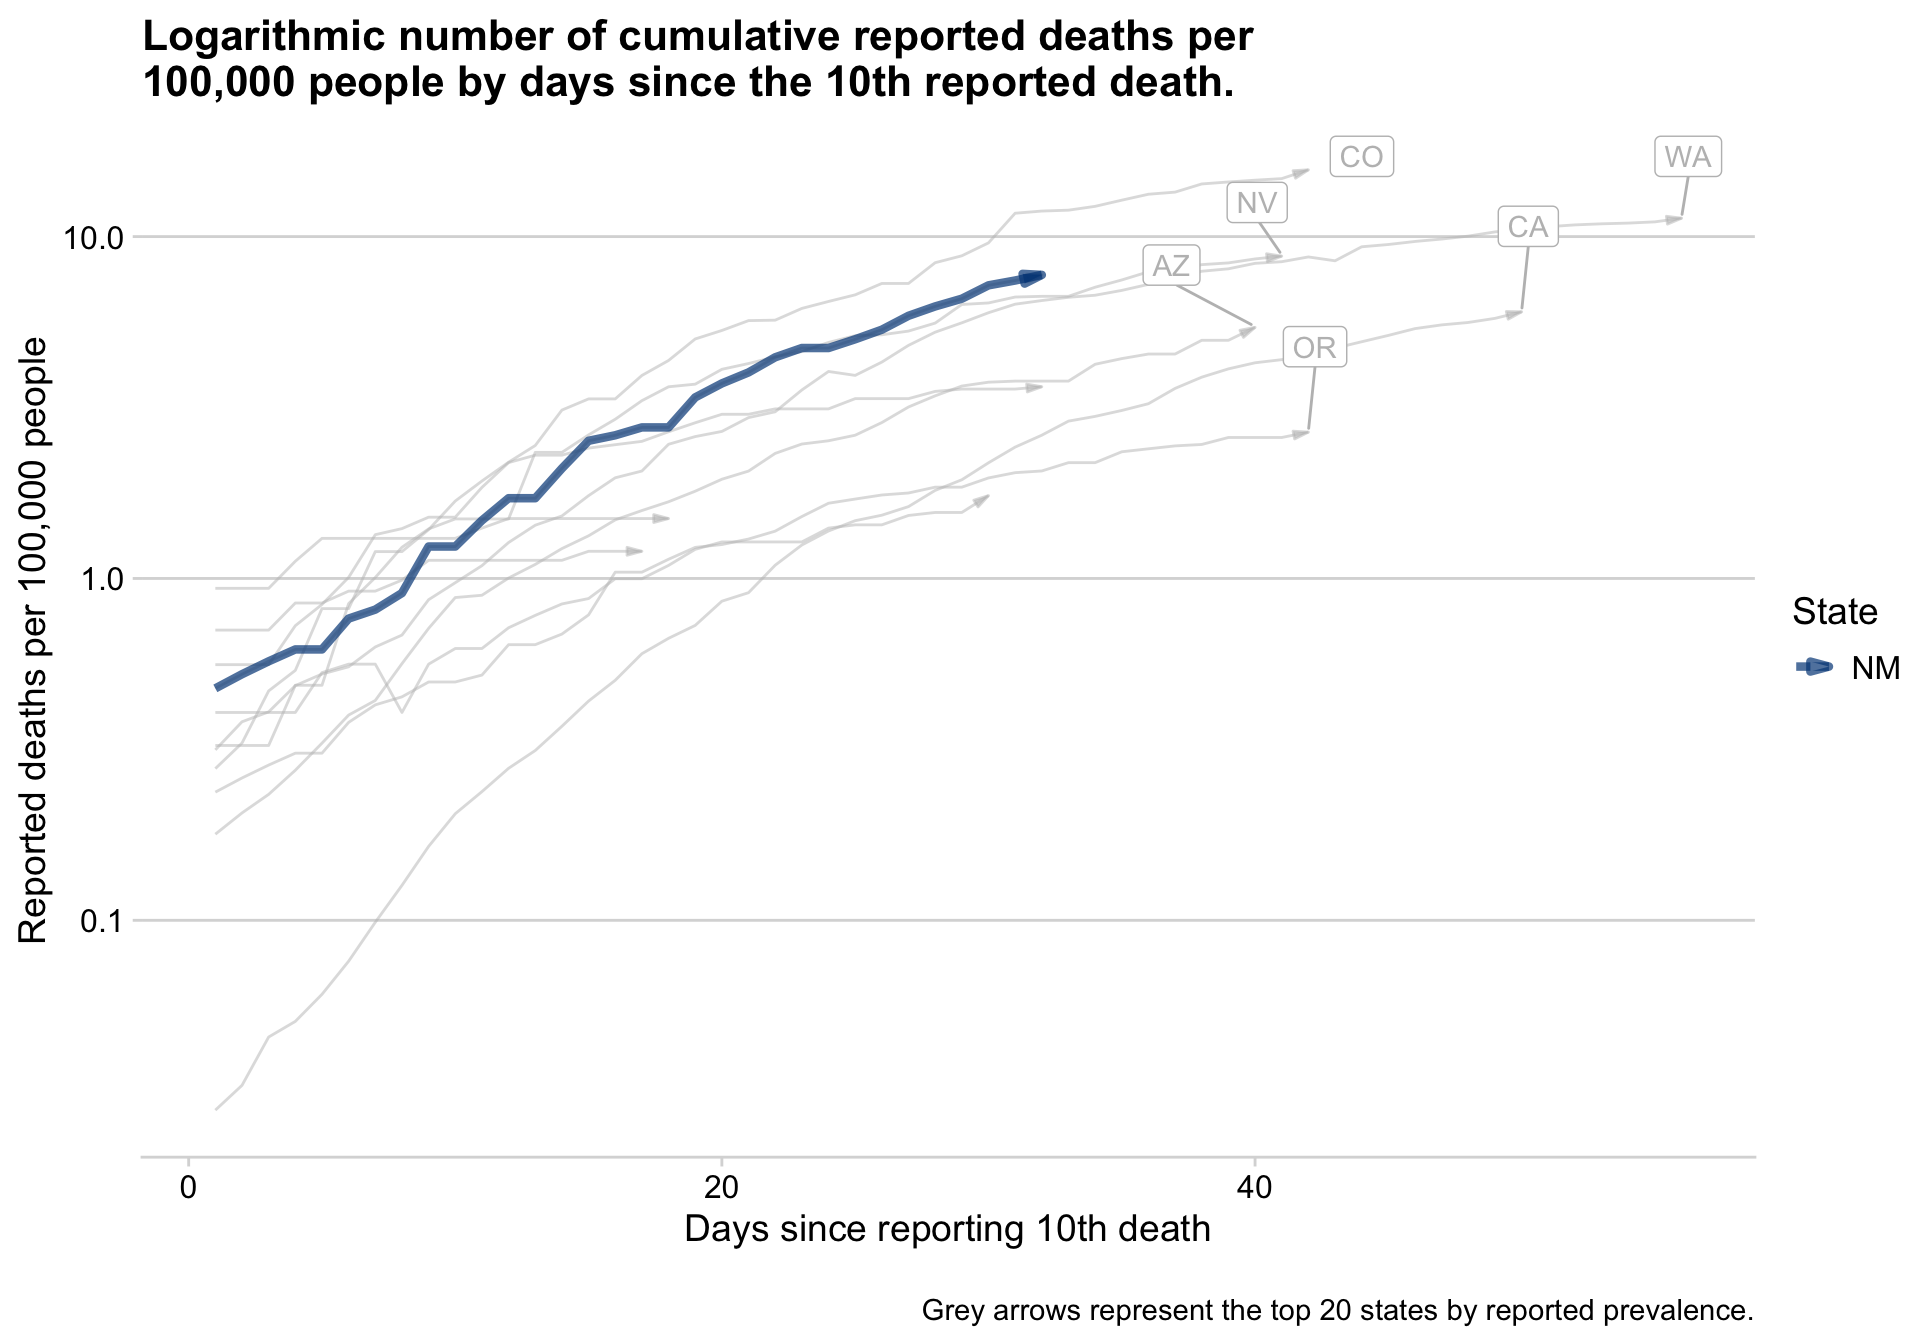 Logarithmic number of cumulative reported deaths per
100,000 people by days since the 10th reported death.
CO
WA
NV
CA
AZ
OR
10.0
1.0
0.1
Reported deaths per 100,000 people
State
NM
0
20
40
Days since reporting 10th death
Grey arrows represent the top 20 states by reported prevalence.